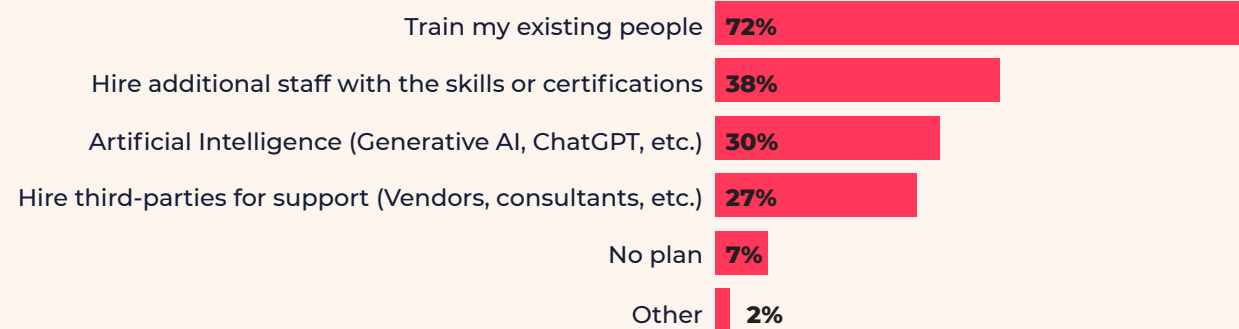 Train my existing people 72%
Hire additional staff with the skills or certifications 38%
Artificial Intelligence (Generative AI, ChatGPT, etc.) 30%
Hire third-parties for support (Vendors, consultants, etc.) 27%
No plan 7%
Other 2%